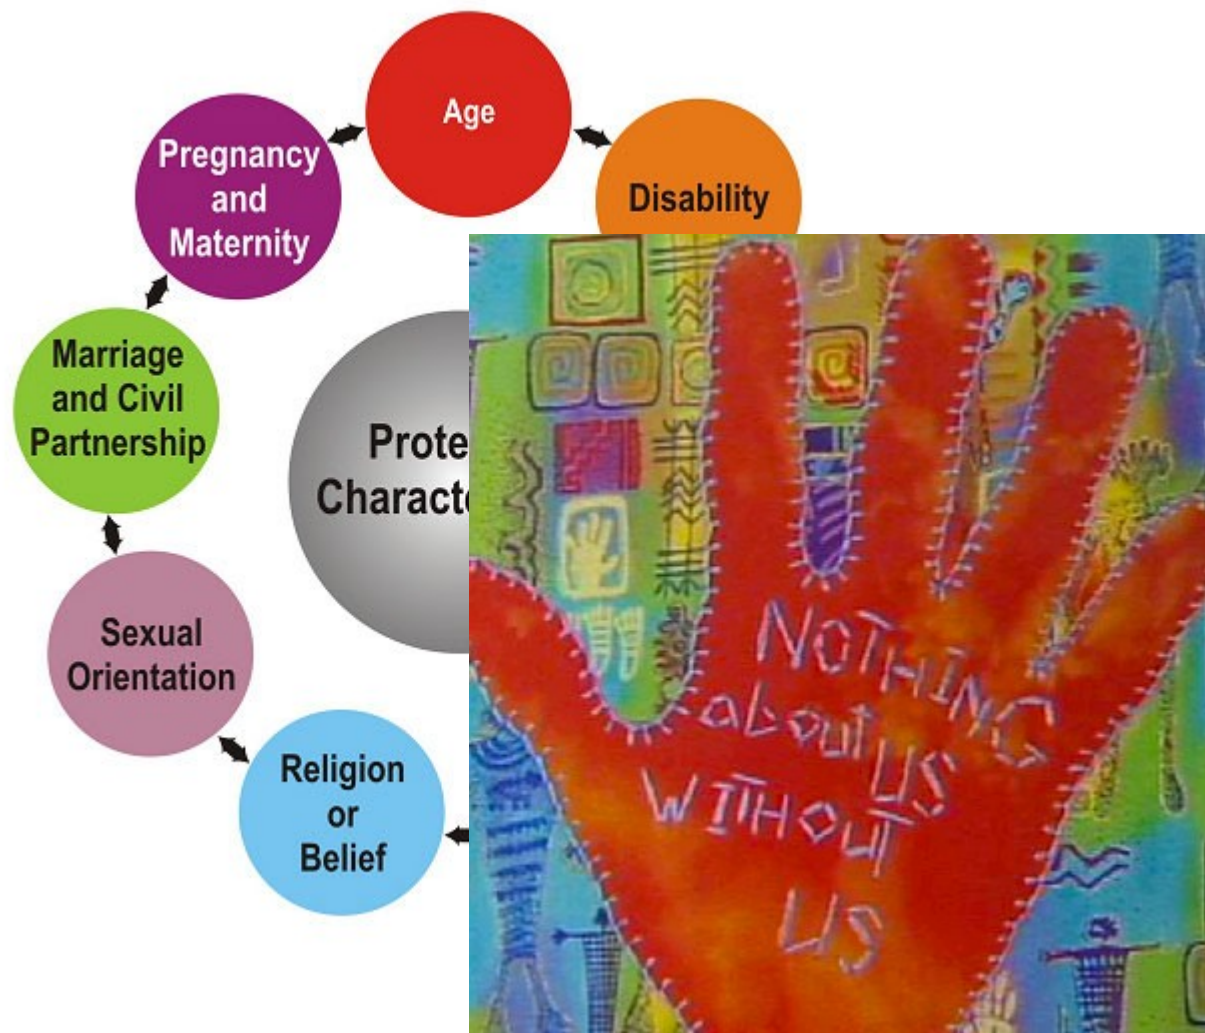 Age
Pregnancy
and
Maternity
Disability
Marriage
and Civil
Partnership
Prote
Characte
Sexual
Orientation
Religion
or
Belief
NOTHING
about US
WITHOUT
US